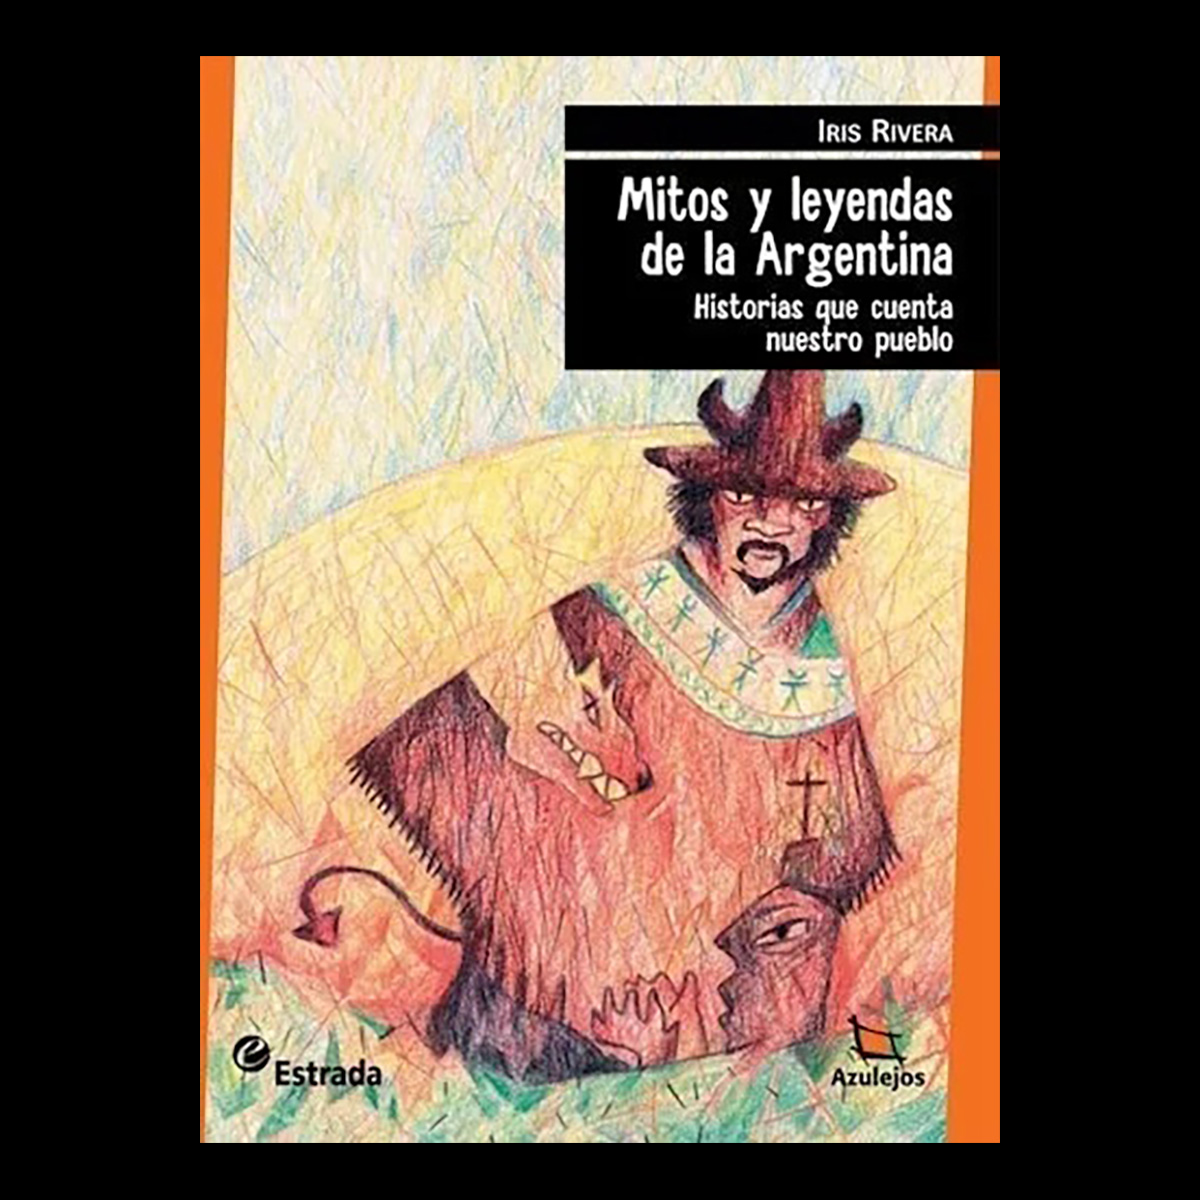 IRIS RIVERA
Mitos y leyendas
de la Argentina
Historias que cuenta
nuestro pueblo
e Estrada
Azulejos